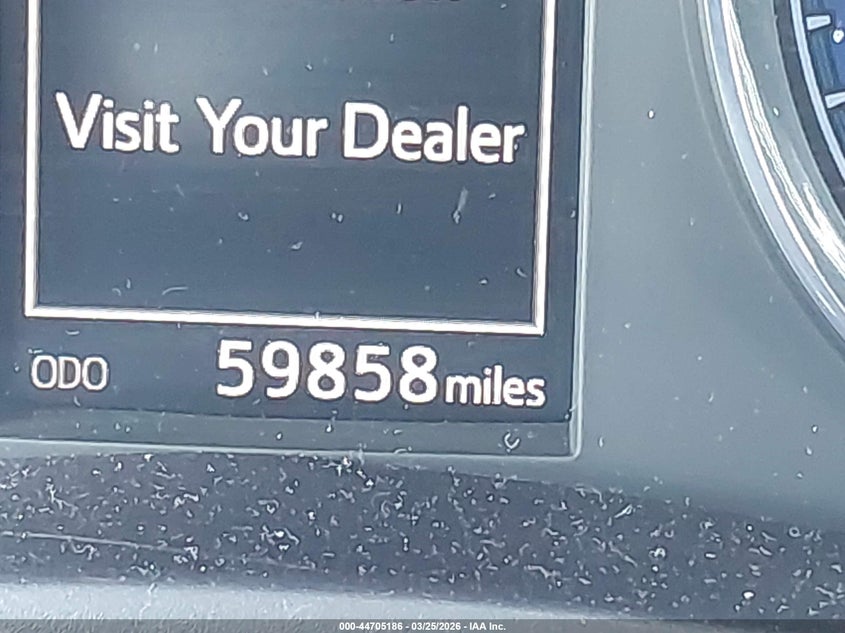 Visit Your Dealer
ODO 59858 miles
000-44705186 - 03/25/2026 - IAA Inc.